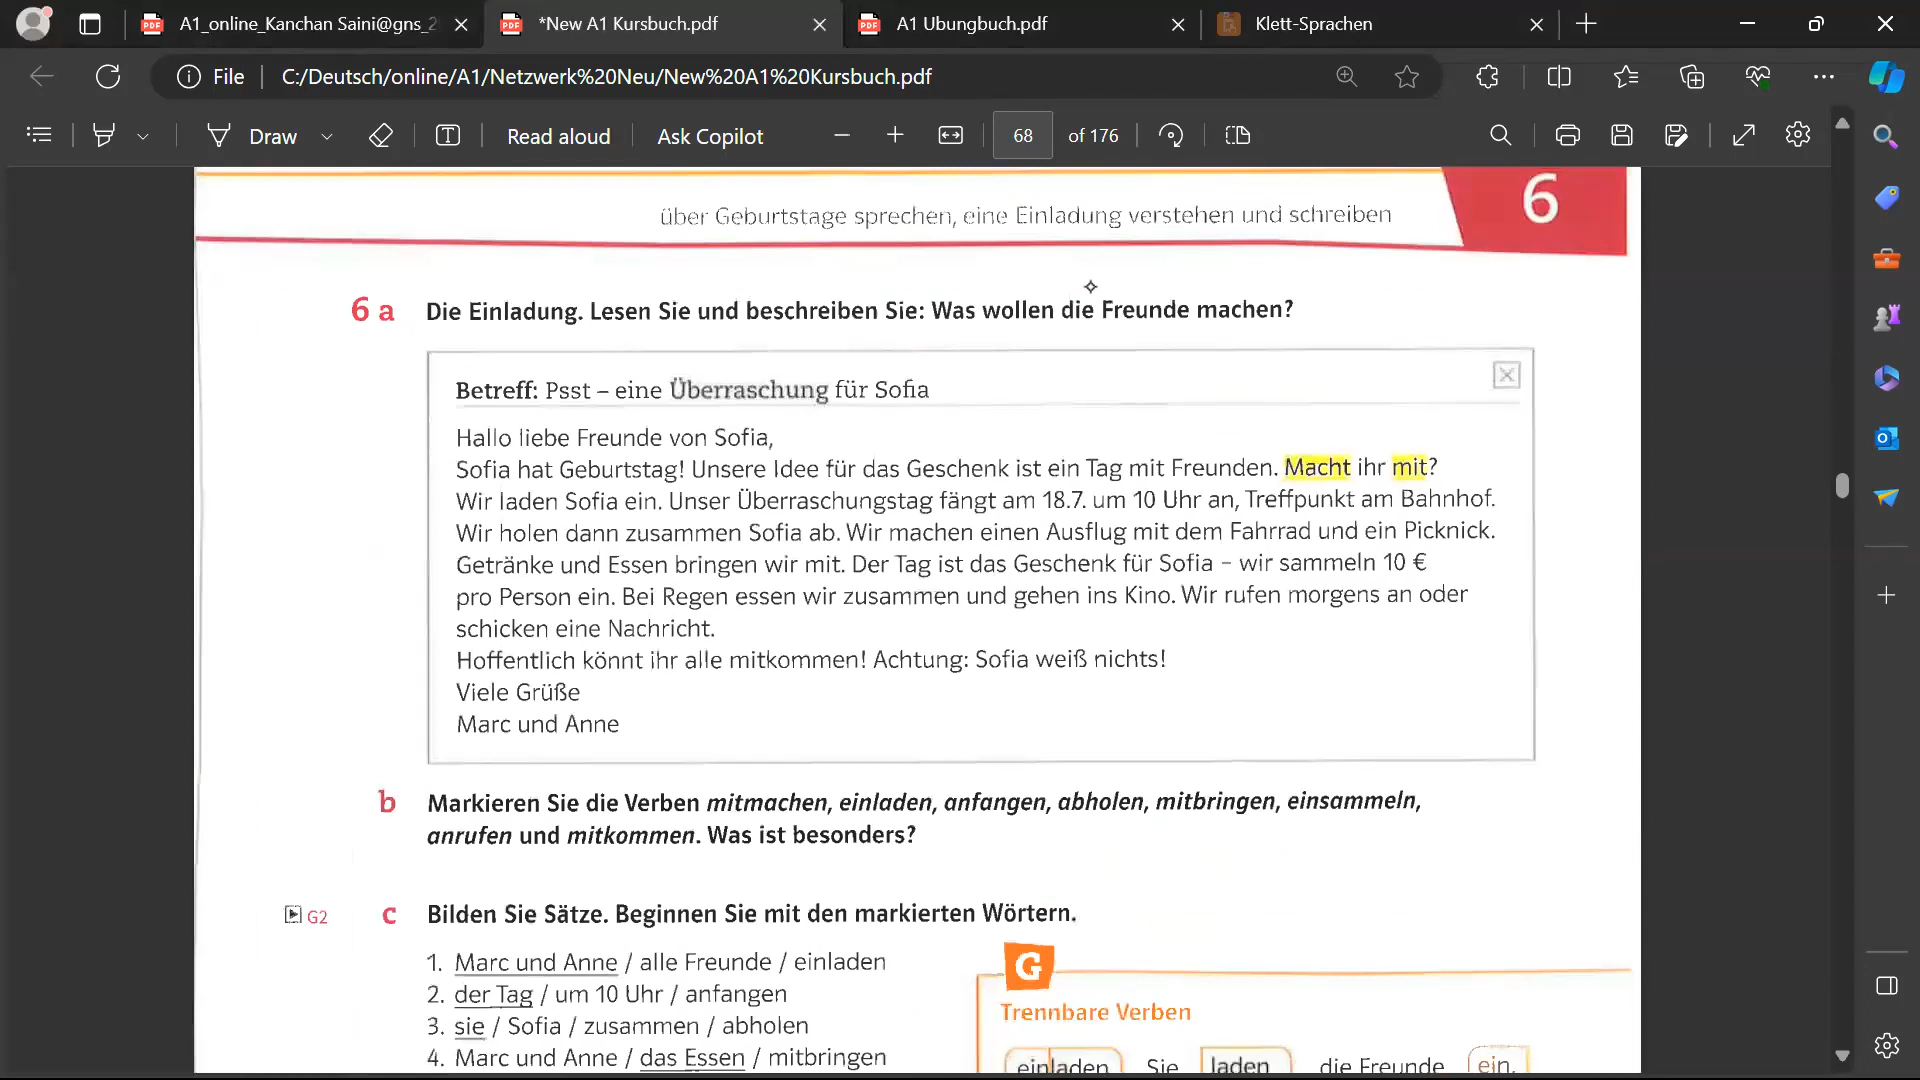 A1_online_Kanchan Saini@gns_2
*New A1 Kursbuch.pdf
A1 Ubungbuch.pdf
Klett-Sprachen
File
C:/Deutsch/online/A1/Netzwerk%20Neu/New%20A1%20Kursbuch.pdf
Draw
Read aloud
Ask Copilot
68 of 176
über Geburtstage sprechen, eine Einladung verstehen und schreiben
6
6 a Die Einladung. Lesen Sie und beschreiben Sie: Was wollen die Freunde machen?
Betreff: Psst – eine Überraschung für Sofia
Hallo liebe Freunde von Sofia,
Sofia hat Geburtstag! Unsere Idee für das Geschenk ist ein Tag mit Freunden. Macht ihr mit?
Wir laden Sofia ein. Unser Überraschungstag fängt am 18.7. um 10 Uhr an, Treffpunkt am Bahnhof.
Wir holen dann zusammen Sofia ab. Wir machen einen Ausflug mit dem Fahrrad und ein Picknick.
Getränke und Essen bringen wir mit. Der Tag ist das Geschenk für Sofia – wir sammeln 10 €
pro Person ein. Bei Regen essen wir zusammen und gehen ins Kino. Wir rufen morgens an oder
schicken eine Nachricht.
Hoffentlich könnt ihr alle mitkommen! Achtung: Sofia weiß nichts!
Viele Grüße
Marc und Anne
b Markieren Sie die Verben mitmachen, einladen, anfangen, abholen, mitbringen, einsammeln,
anrufen und mitkommen. Was ist besonders?
G2 c Bilden Sie Sätze. Beginnen Sie mit den markierten Wörtern.
1. Marc und Anne / alle Freunde / einladen
2. der Tag / um 10 Uhr / anfangen
3. sie / Sofia / zusammen / abholen
4. Marc und Anne / das Essen / mitbringen
G
Trennbare Verben
einladen Sie laden die Freunde ein.